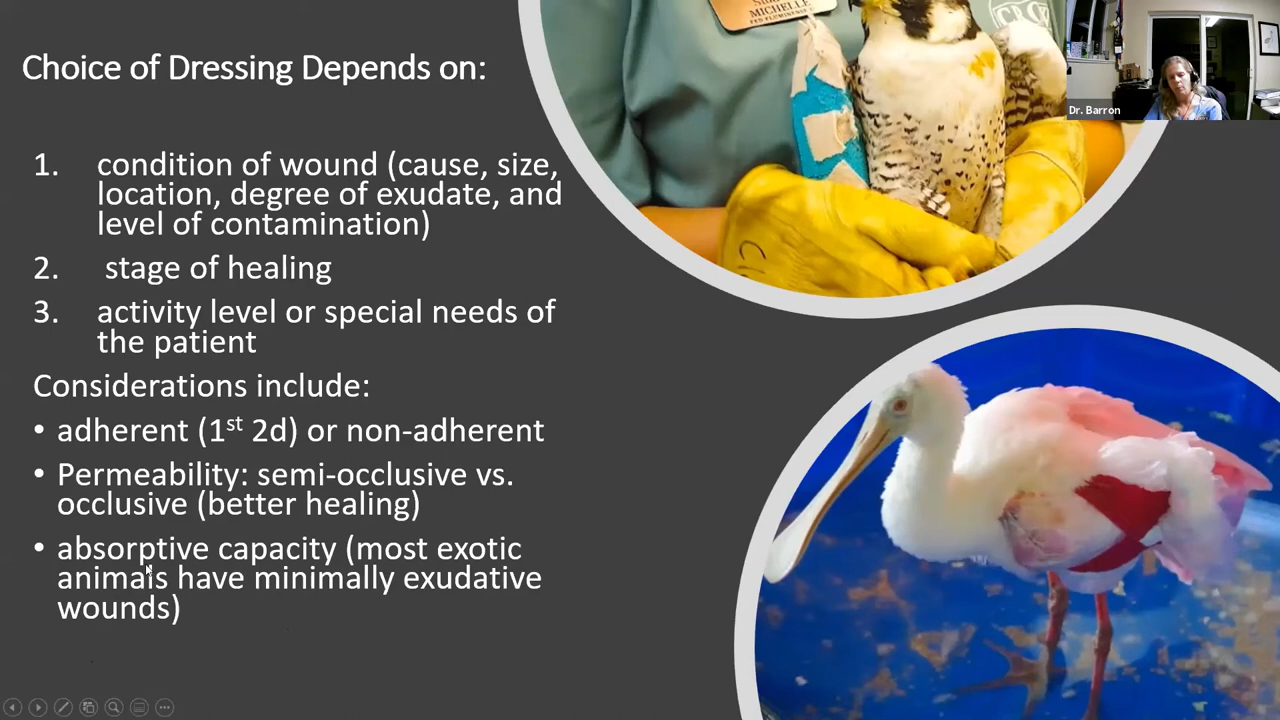 Choice of Dressing Depends on:
1. condition of wound (cause, size,
location, degree of exudate, and
level of contamination)
2. stage of healing
3. activity level or special needs of
the patient
Considerations include:
• adherent (1st 2d) or non-adherent
• Permeability: semi-occlusive vs.
occlusive (better healing)
• absorptive capacity (most exotic
animals have minimally exudative
wounds)
MICHELLE
Dr. Barron